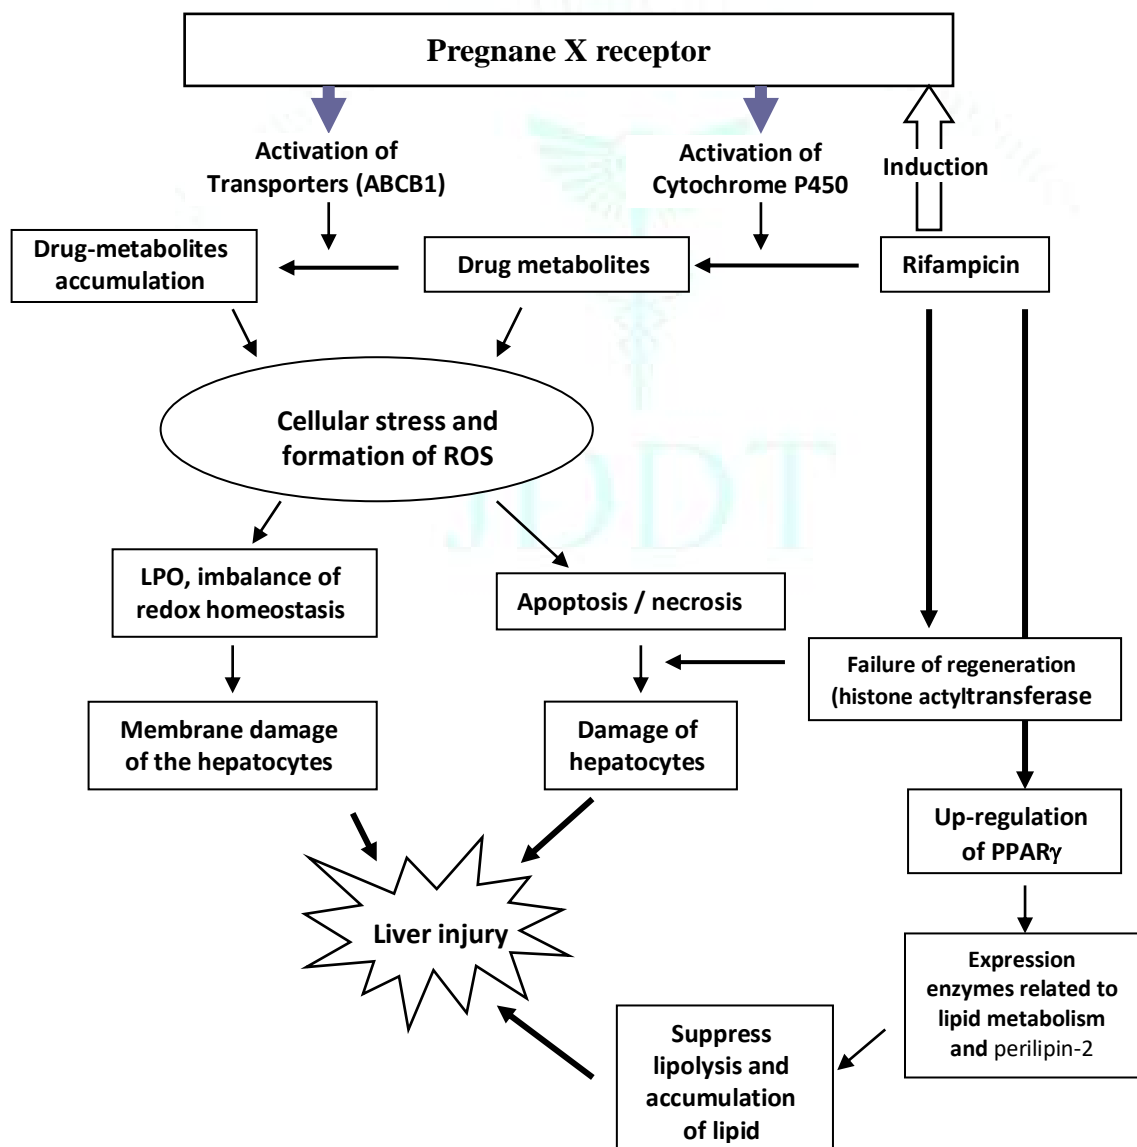 Pregnane X receptor
Activation of
Transporters (ABCB1)
Activation of
Cytochrome P450
Induction
Drug-metabolites
accumulation
Drug metabolites
Rifampicin
Cellular stress and
formation of ROS
JDDT
LPO, imbalance of
redox homeostasis
Apoptosis / necrosis
Failure of regeneration
(histone actyltransferase
Membrane damage
of the hepatocytes
Damage of
hepatocytes
Up-regulation
of PPARγ
Liver injury
Expression
enzymes related to
lipid metabolism
and perilipin-2
Suppress
lipolysis and
accumulation
of lipid